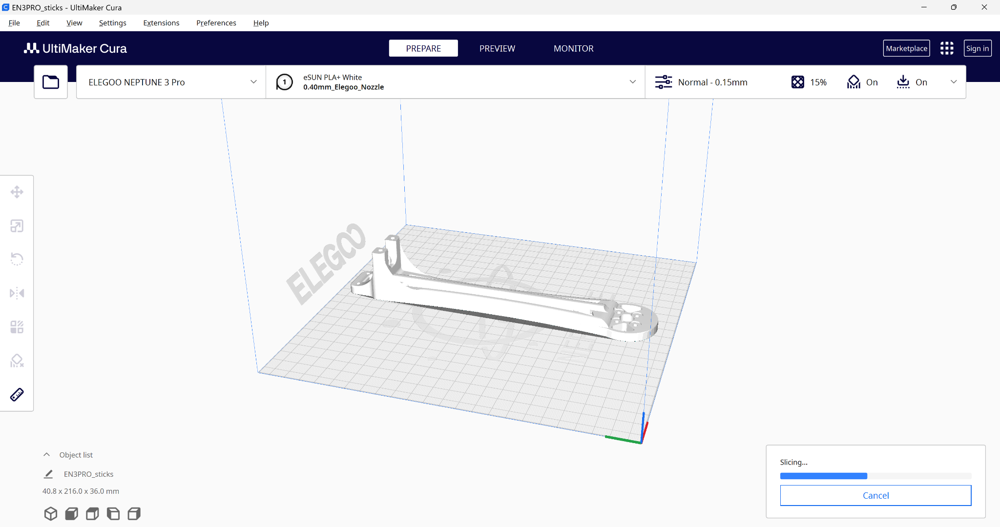 EN3PRO_sticks - UltiMaker Cura
File Edit View Settings Extensions Preferences Help
UltiMaker Cura
PREPARE PREVIEW MONITOR
Marketplace
Sign in
ELEGOO NEPTUNE 3 Pro
1
eSUN PLA+ White
0.40mm_Elegoo_Nozzle
Normal - 0.15mm
15%
On
On
ELEGOO
Object list
EN3PRO_sticks
40.8 x 216.0 x 36.0 mm
Slicing...
Cancel